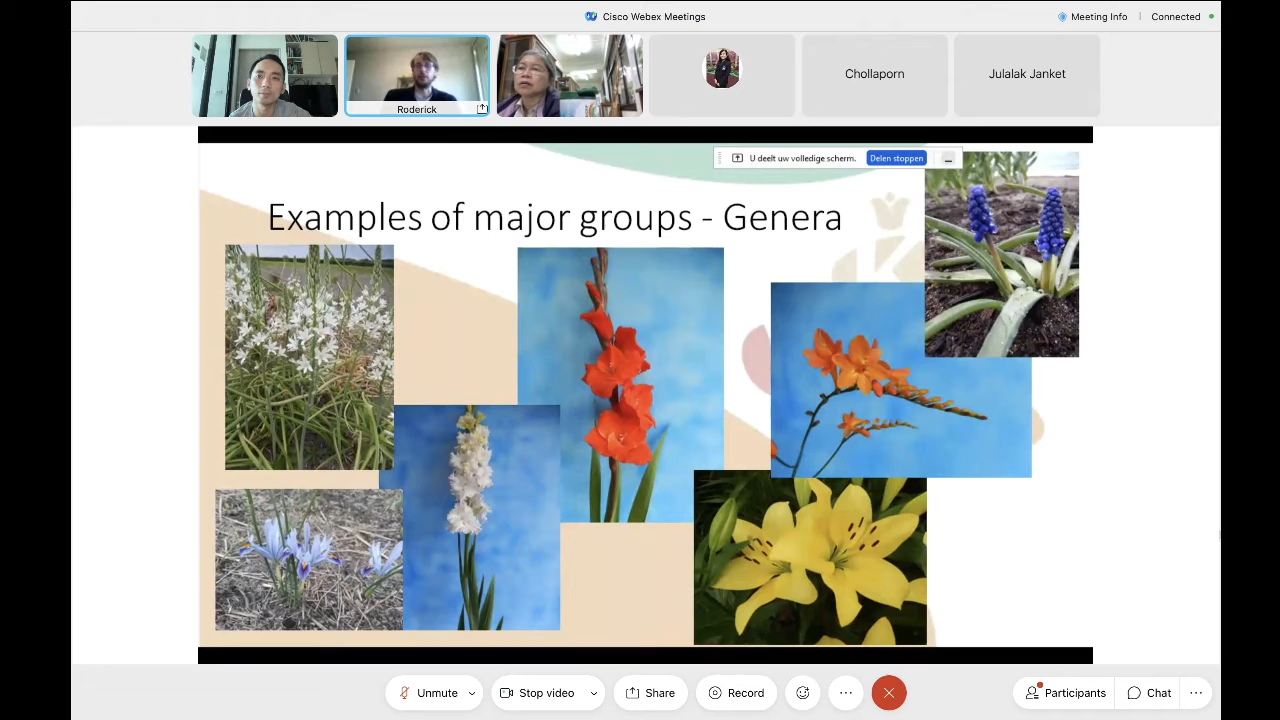 Cisco Webex Meetings
Meeting Info
Connected
Roderick
Chollaporn
Julalak Janket
U deelt uw volledige scherm.
Delen stoppen
Examples of major groups - Genera
K
Unmute
Stop video
Share
Record
Participants
Chat